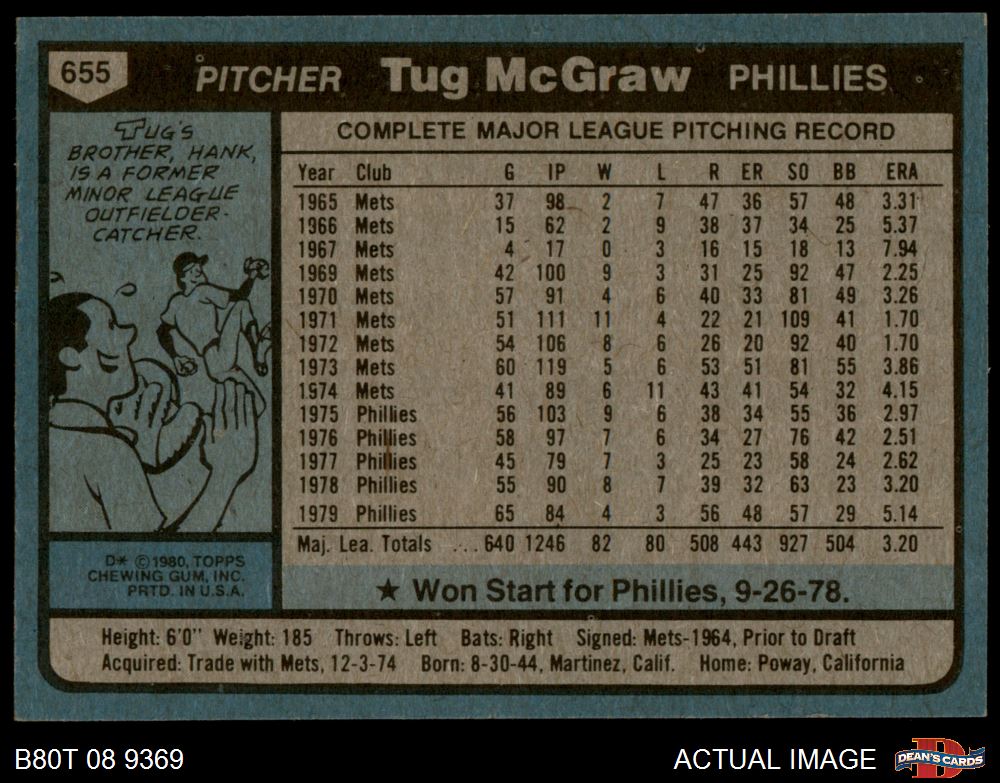 655 PITCHER Tug McGraw PHILLIES
TUG'S
BROTHER, HANK,
IS A FORMER
MINOR LEAGUE
OUTFIELDER-
CATCHER.
D* ©1980, TOPPS
CHEWING GUM, INC.
PRTD. IN U.S.A.
COMPLETE MAJOR LEAGUE PITCHING RECORD
Year Club G IP W L R ER SO BB ERA
1965 Mets 37 98 2 7 47 36 57 48 3.31
1966 Mets 15 62 2 9 38 37 34 25 5.37
1967 Mets 4 17 0 3 16 15 18 13 7.94
1969 Mets 42 100 9 3 31 25 92 47 2.25
1970 Mets 57 91 4 6 40 33 81 49 3.26
1971 Mets 51 111 11 4 22 21 109 41 1.70
1972 Mets 54 106 8 6 26 20 92 40 1.70
1973 Mets 60 119 5 6 53 51 81 55 3.86
1974 Mets 41 89 6 11 43 41 54 32 4.15
1975 Phillies 56 103 9 6 38 34 55 36 2.97
1976 Phillies 58 97 7 6 34 27 76 42 2.51
1977 Phillies 45 79 7 3 25 23 58 24 2.62
1978 Phillies 55 90 8 7 39 32 63 23 3.20
1979 Phillies 65 84 4 3 56 48 57 29 5.14
Maj. Lea. Totals ... 640 1246 82 80 508 443 927 504 3.20
★ Won Start for Phillies, 9-26-78.
Height: 6'0" Weight: 185 Throws: Left Bats: Right Signed: Mets-1964, Prior to Draft
Acquired: Trade with Mets, 12-3-74 Born: 8-30-44, Martinez, Calif. Home: Poway, California
B80T 08 9369 ACTUAL IMAGE D DEAN'S CARDS